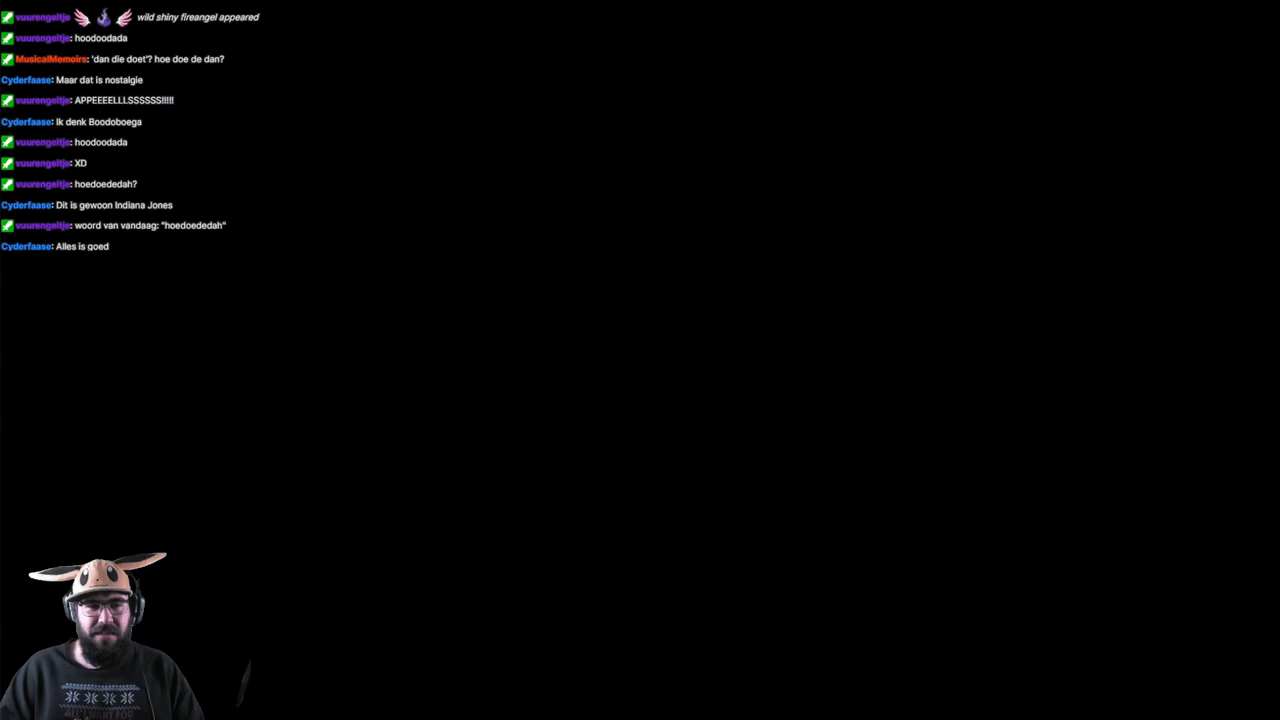 vuurengeltje wild shiny fireangel appeared
vuurengeltje: hoodoodada
MusicalMemoirs: 'dan die doet'? hoe doe de dan?
Cyderfaase: Maar dat is nostalgie
vuurengeltje: APPEEEELLLSSSSSS!!!!!
Cyderfaase: Ik denk Boodoboega
vuurengeltje: hoodoodada
vuurengeltje: XD
vuurengeltje: hoedoededah?
Cyderfaase: Dit is gewoon Indiana Jones
vuurengeltje: woord van vandaag: "hoedoededah"
Cyderfaase: Alles is goed